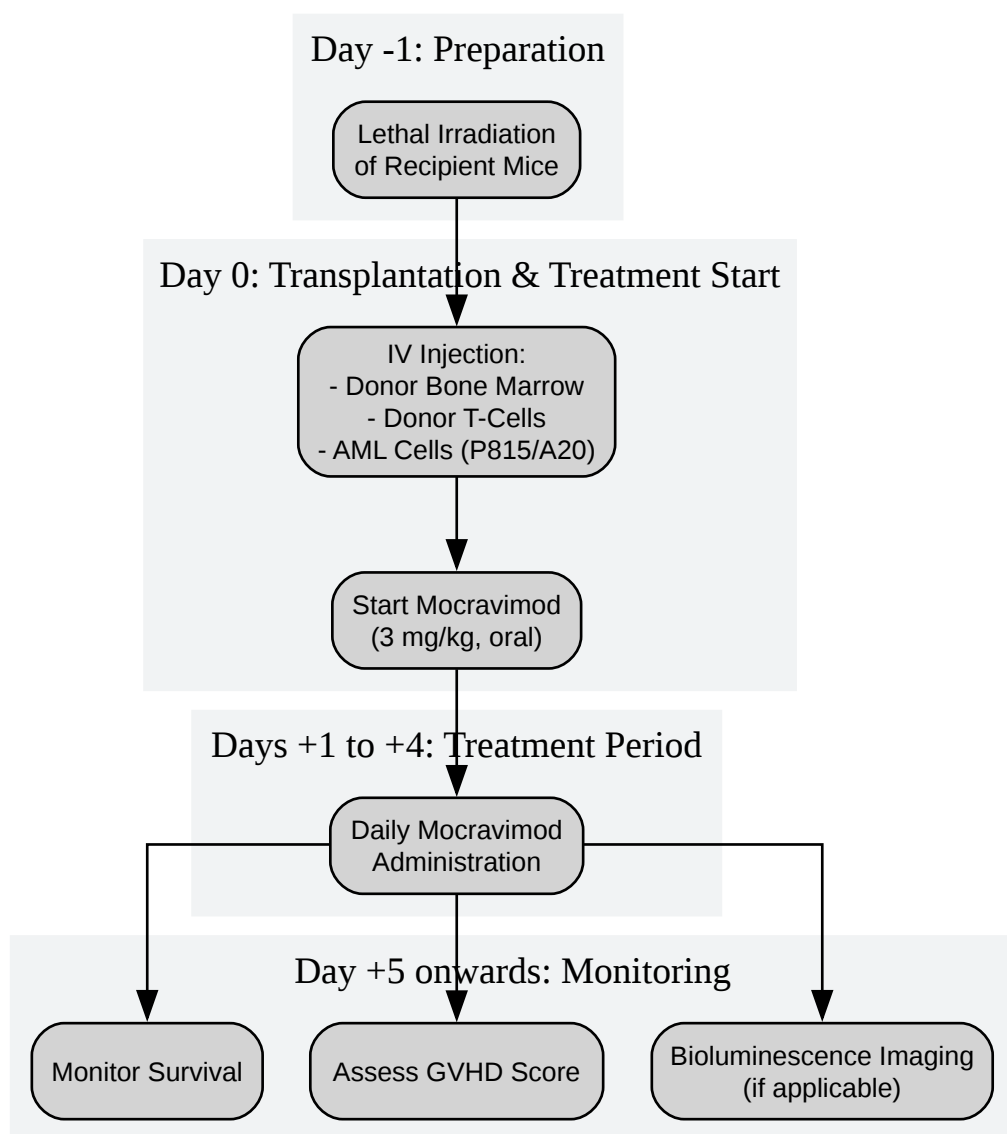 Day -1: Preparation
Lethal Irradiation
of Recipient Mice
Day 0: Transplantation & Treatment Start
IV Injection:
- Donor Bone Marrow
- Donor T-Cells
- AML Cells (P815/A20)
Start Mocravimod
(3 mg/kg, oral)
Days +1 to +4: Treatment Period
Daily Mocravimod
Administration
Day +5 onwards: Monitoring
Monitor Survival
Assess GVHD Score
Bioluminescence Imaging
(if applicable)